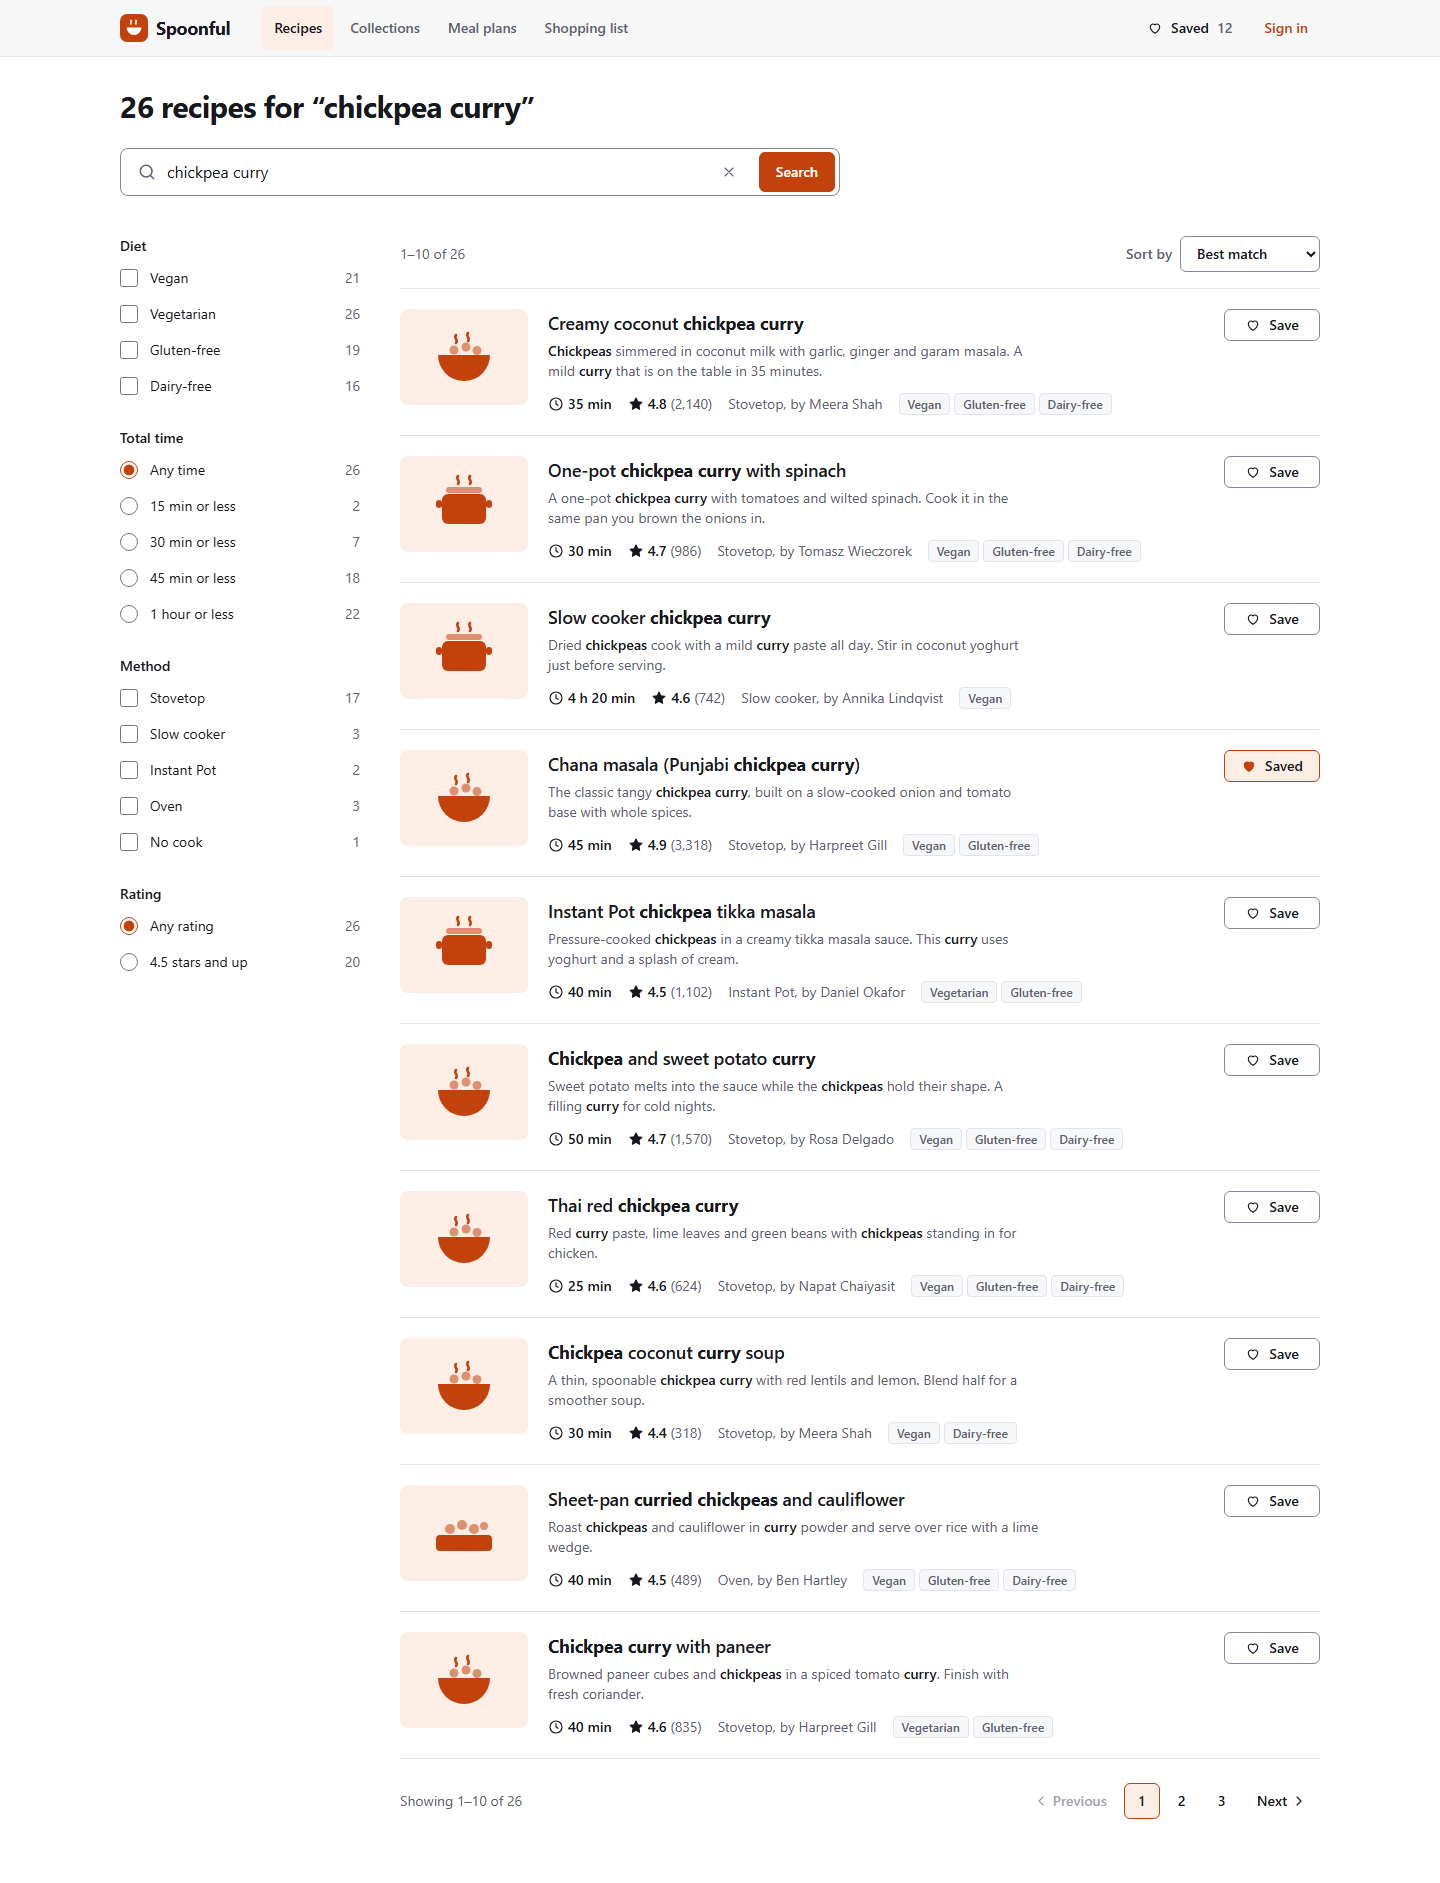 Spoonful
Recipes
Collections
Meal plans
Shopping list
Saved 12
Sign in
26 recipes for “chickpea curry”
chickpea curry
Search
Diet
Vegan 21
Vegetarian 26
Gluten-free 19
Dairy-free 16
Total time
Any time 26
15 min or less 2
30 min or less 7
45 min or less 18
1 hour or less 22
Method
Stovetop 17
Slow cooker 3
Instant Pot 2
Oven 3
No cook 1
Rating
Any rating 26
4.5 stars and up 20
1–10 of 26
Sort by Best match
Creamy coconut chickpea curry
Save
Chickpeas simmered in coconut milk with garlic, ginger and garam masala. A
mild curry that is on the table in 35 minutes.
35 min 4.8 (2,140) Stovetop, by Meera Shah Vegan Gluten-free Dairy-free
One-pot chickpea curry with spinach
Save
A one-pot chickpea curry with tomatoes and wilted spinach. Cook it in the
same pan you brown the onions in.
30 min 4.7 (986) Stovetop, by Tomasz Wieczorek Vegan Gluten-free Dairy-free
Slow cooker chickpea curry
Save
Dried chickpeas cook with a mild curry paste all day. Stir in coconut yoghurt
just before serving.
4 h 20 min 4.6 (742) Slow cooker, by Annika Lindqvist Vegan
Chana masala (Punjabi chickpea curry)
Saved
The classic tangy chickpea curry, built on a slow-cooked onion and tomato
base with whole spices.
45 min 4.9 (3,318) Stovetop, by Harpreet Gill Vegan Gluten-free
Instant Pot chickpea tikka masala
Save
Pressure-cooked chickpeas in a creamy tikka masala sauce. This curry uses
yoghurt and a splash of cream.
40 min 4.5 (1,102) Instant Pot, by Daniel Okafor Vegetarian Gluten-free
Chickpea and sweet potato curry
Save
Sweet potato melts into the sauce while the chickpeas hold their shape. A
filling curry for cold nights.
50 min 4.7 (1,570) Stovetop, by Rosa Delgado Vegan Gluten-free Dairy-free
Thai red chickpea curry
Save
Red curry paste, lime leaves and green beans with chickpeas standing in for
chicken.
25 min 4.6 (624) Stovetop, by Napat Chaiyasit Vegan Gluten-free Dairy-free
Chickpea coconut curry soup
Save
A thin, spoonable chickpea curry with red lentils and lemon. Blend half for a
smoother soup.
30 min 4.4 (318) Stovetop, by Meera Shah Vegan Dairy-free
Sheet-pan curried chickpeas and cauliflower
Save
Roast chickpeas and cauliflower in curry powder and serve over rice with a lime
wedge.
40 min 4.5 (489) Oven, by Ben Hartley Vegan Gluten-free Dairy-free
Chickpea curry with paneer
Save
Browned paneer cubes and chickpeas in a spiced tomato curry. Finish with
fresh coriander.
40 min 4.6 (835) Stovetop, by Harpreet Gill Vegetarian Gluten-free
Showing 1–10 of 26
Previous 1 2 3 Next